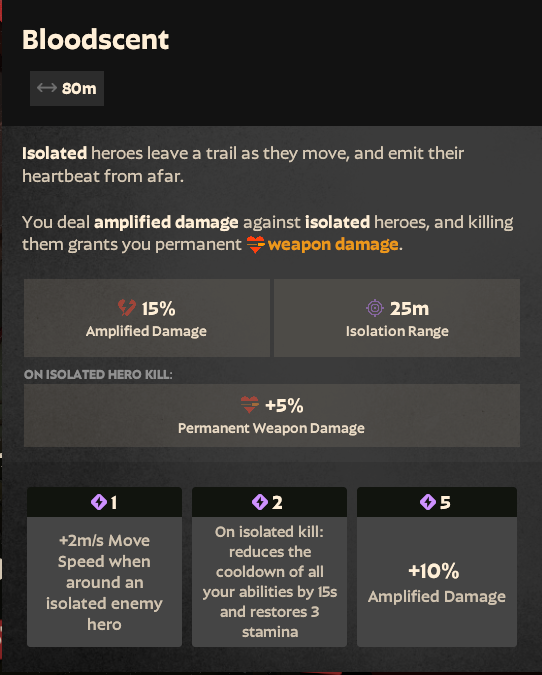 Bloodscent
80m
Isolated heroes leave a trail as they move, and emit their
heartbeat from afar.
You deal amplified damage against isolated heroes, and killing
them grants you permanent weapon damage.
15%
Amplified Damage
25m
Isolation Range
ON ISOLATED HERO KILL:
+5%
Permanent Weapon Damage
1
+2m/s Move
Speed when
around an
isolated enemy
hero
2
On isolated kill:
reduces the
cooldown of all
your abilities by 15s
and restores 3
stamina
5
+10%
Amplified Damage